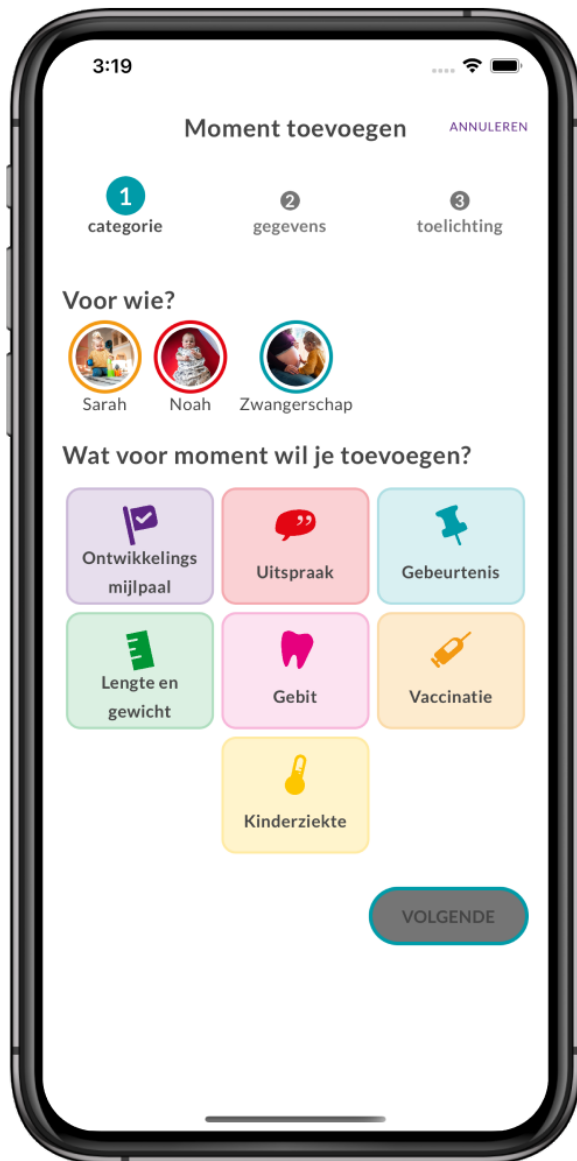 3:19
Moment toevoegen
ANNULEREN
1
2
3
categorie
gegevens
toelichting
Voor wie?
Sarah
Noah
Zwangerschap
Wat voor moment wil je toevoegen?
Ontwikkelings
mijlpaal
Uitspraak
Gebeurtenis
Lengte en
gewicht
Gebit
Vaccinatie
Kinderziekte
VOLGENDE